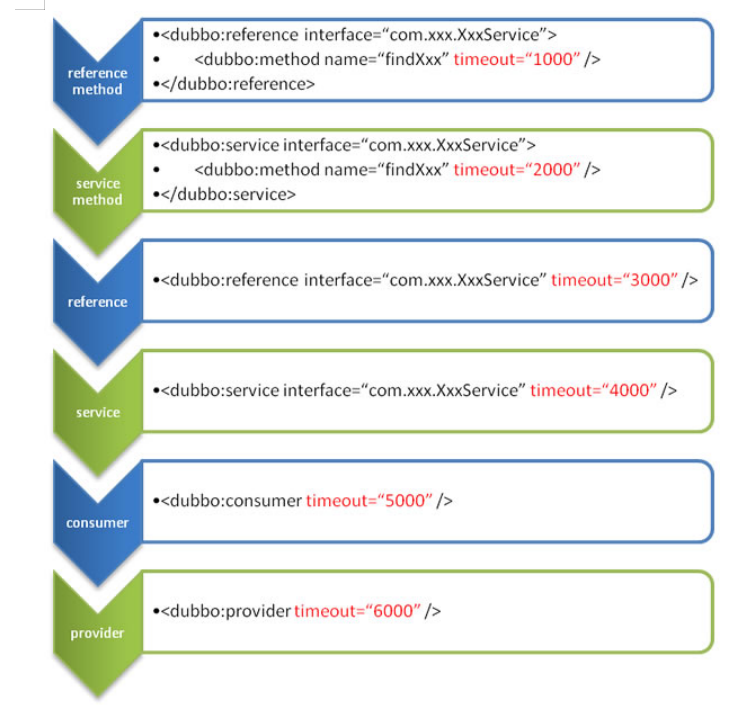 reference
method
•<dubbo:reference interface=“com.xxx.XxxService”>
• <dubbo:method name=“findXxx” timeout=“1000” />
•</dubbo:reference>
service
method
•<dubbo:service interface=“com.xxx.XxxService”>
• <dubbo:method name=“findXxx” timeout=“2000” />
•</dubbo:service>
reference
•<dubbo:reference interface=“com.xxx.XxxService” timeout=“3000” />
service
•<dubbo:service interface=“com.xxx.XxxService” timeout=“4000” />
consumer
•<dubbo:consumer timeout=“5000” />
provider
•<dubbo:provider timeout=“6000” />